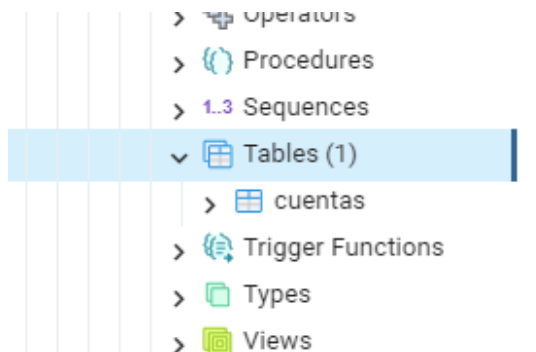 Operators
Procedures
1..3 Sequences
Tables (1)
cuentas
Trigger Functions
Types
Views